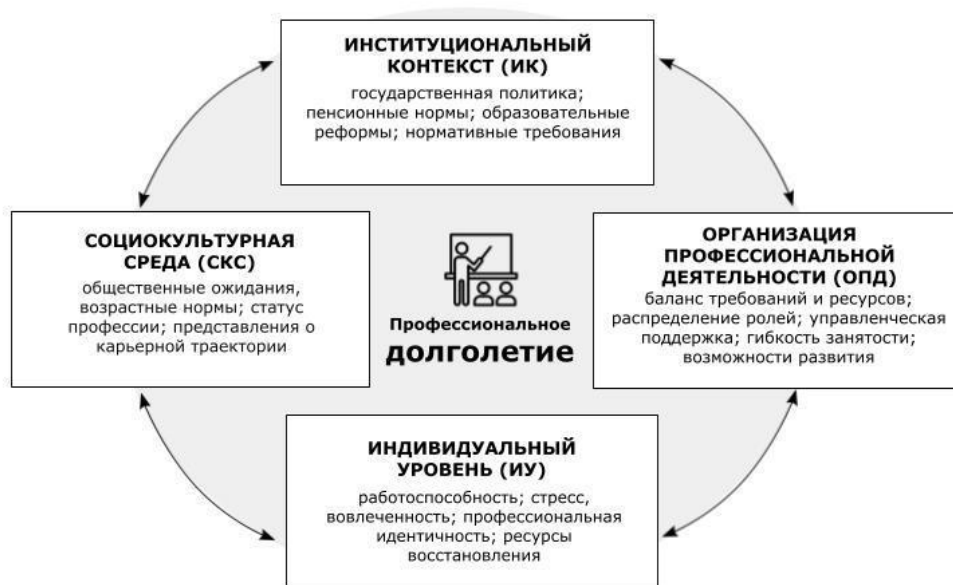 ИНСТИТУЦИОНАЛЬНЫЙ
КОНТЕКСТ (ИК)
государственная политика;
пенсионные нормы; образовательные
реформы; нормативные требования
СОЦИОКУЛЬТУРНАЯ
СРЕДА (СКС)
общественные ожидания,
возрастные нормы; статус
профессии; представления о
карьерной траектории
Профессиональное
долголетие
ОРГАНИЗАЦИЯ
ПРОФЕССИОНАЛЬНОЙ
ДЕЯТЕЛЬНОСТИ (ОПД)
баланс требований и ресурсов;
распределение ролей; управленческая
поддержка; гибкость занятости;
возможности развития
ИНДИВИДУАЛЬНЫЙ
УРОВЕНЬ (ИУ)
работоспособность; стресс,
вовлеченность; профессиональная
идентичность; ресурсы
восстановления